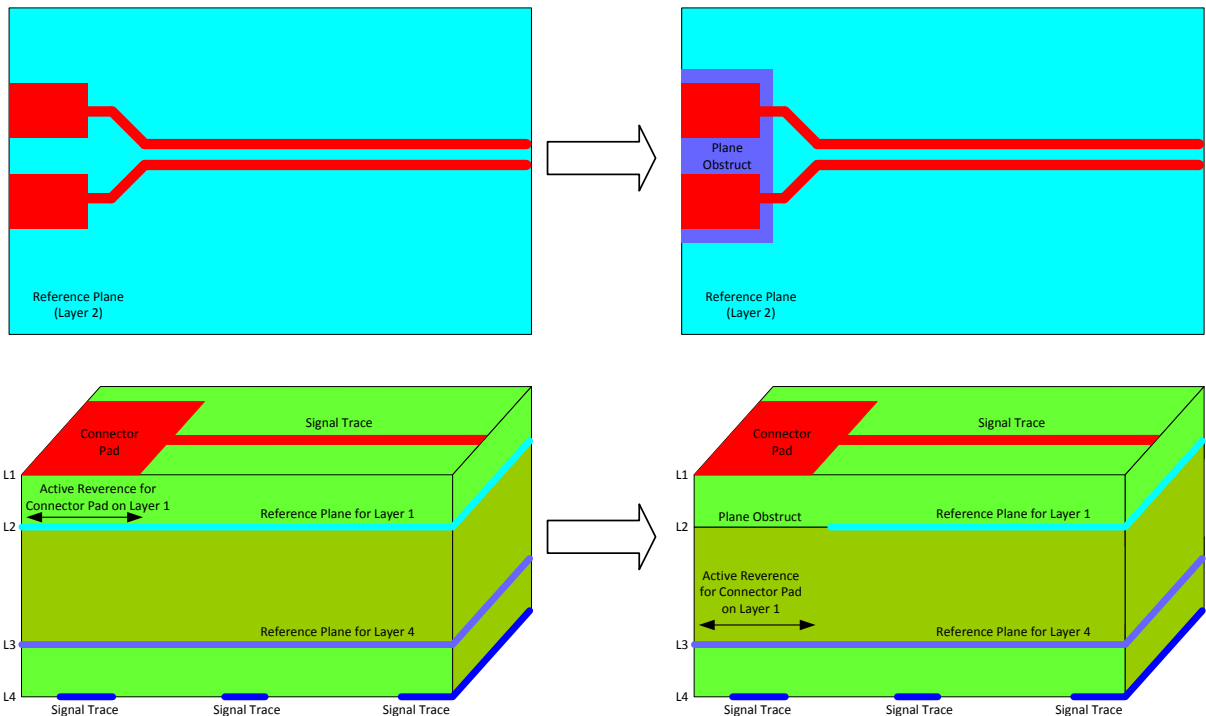 Reference Plane
(Layer 2)
Plane
Obstruct
Reference Plane
(Layer 2)
Connector
Pad
Signal Trace
L1
Active Reverence for
Connector Pad on Layer 1
Reference Plane for Layer 1
L2
Reference Plane for Layer 4
L3
L4
Signal Trace
Signal Trace
Signal Trace
Connector
Pad
Signal Trace
L1
Plane Obstruct
Reference Plane for Layer 1
L2
Active Reverence
for Connector Pad
on Layer 1
Reference Plane for Layer 4
L3
L4
Signal Trace
Signal Trace
Signal Trace